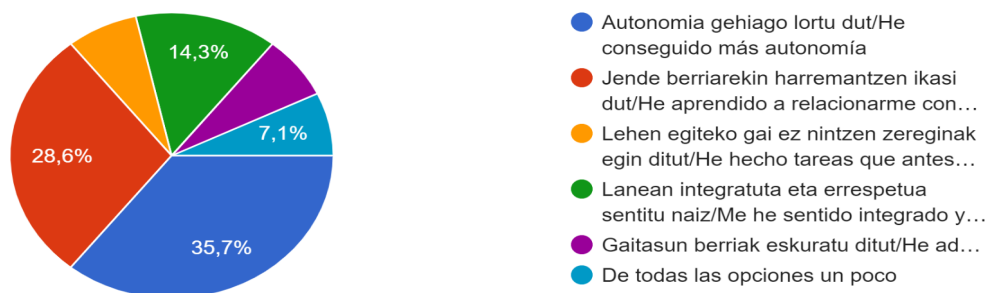 14,3%
7,1%
28,6%
35,7%
Autonomia gehiago lortu dut/He
conseguido más autonomía
Jende berriarekin harremantzen ikasi
dut/He aprendido a relacionarme con…
Lehen egiteko gai ez nintzen zereginak
egin ditut/He hecho tareas que antes…
Lanean integratuta eta errespetua
sentitu naiz/Me he sentido integrado y…
Gaitasun berriak eskuratu ditut/He ad…
De todas las opciones un poco